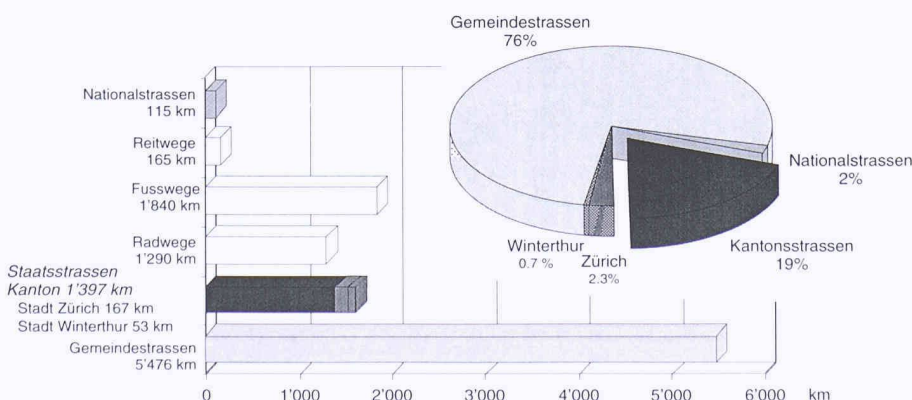 Gemeindestrassen
76%
Nationalstrassen
2%
Kantonsstrassen
19%
Zürich
2.3%
Winterthur
0.7 %
Nationalstrassen
115 km
Reitwege
165 km
Fusswege
1'840 km
Radwege
1'290 km
Staatsstrassen
Kanton 1'397 km
Stadt Zürich 167 km
Stadt Winterthur 53 km
Gemeindestrassen
5'476 km
0 1'000 2'000 3'000 4'000 5'000 6'000 km